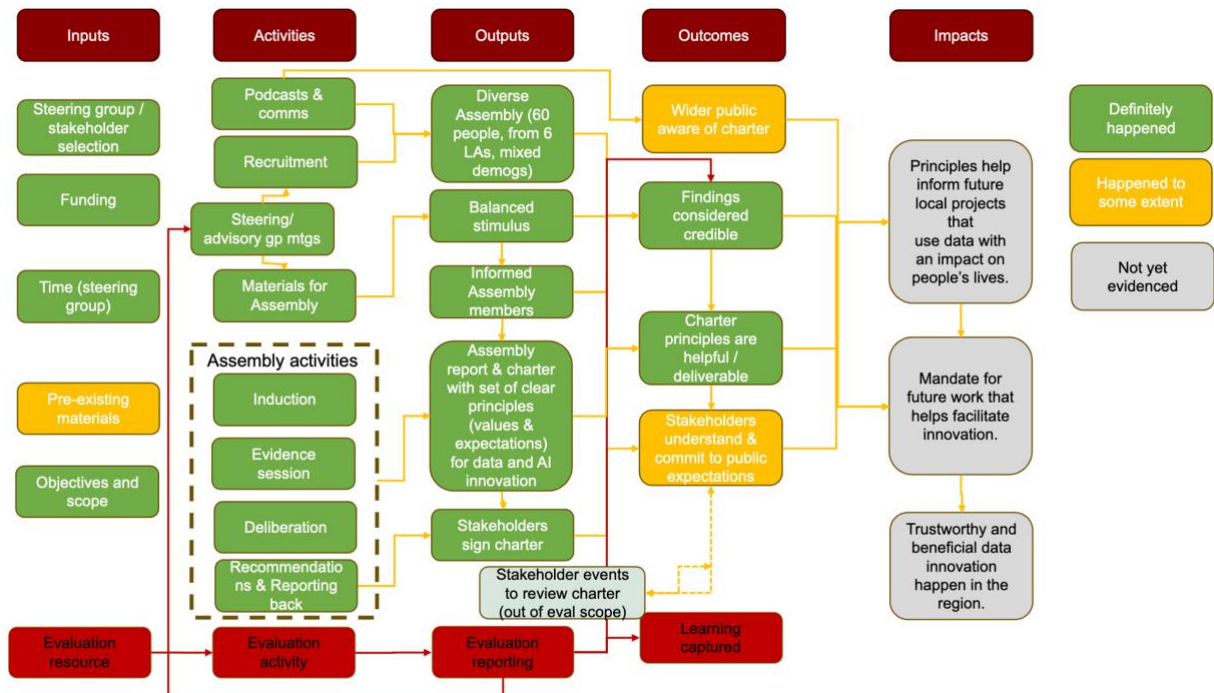 Inputs
Activities
Outputs
Outcomes
Impacts
Steering group /
stakeholder
selection
Funding
Time (steering
group)
Pre-existing
materials
Objectives and
scope
Podcasts &
comms
Recruitment
Steering/
advisory gp mtgs
Materials for
Assembly
Assembly activities
Induction
Evidence
session
Deliberation
Recommendatio
ns & Reporting
back
Diverse
Assembly (60
people, from 6
LAs, mixed
demogs)
Balanced
stimulus
Informed
Assembly
members
Assembly
report & charter
with set of clear
principles
(values &
expectations)
for data and AI
innovation
Stakeholders
sign charter
Wider public
aware of charter
Findings
considered
credible
Charter
principles are
helpful /
deliverable
Stakeholders
understand &
commit to public
expectations
Stakeholder events
to review charter
(out of eval scope)
Principles help
inform future
local projects
that
use data with
an impact on
people's lives.
Mandate for
future work that
helps facilitate
innovation.
Trustworthy and
beneficial data
innovation
happen in the
region.
Definitely
happened
Happened to
some extent
Not yet
evidenced
Evaluation
resource
Evaluation
activity
Evaluation
reporting
Learning
captured